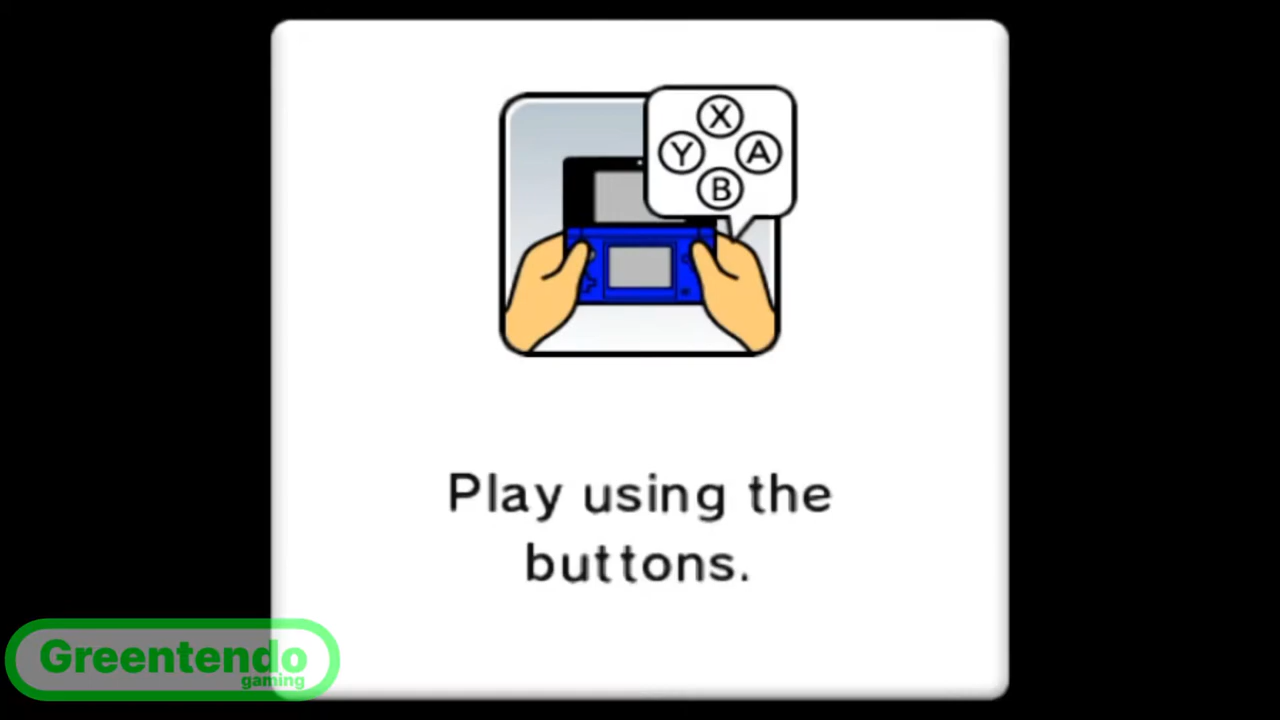 X
Y A
B
Play using the
buttons.
Greentendo
gaming